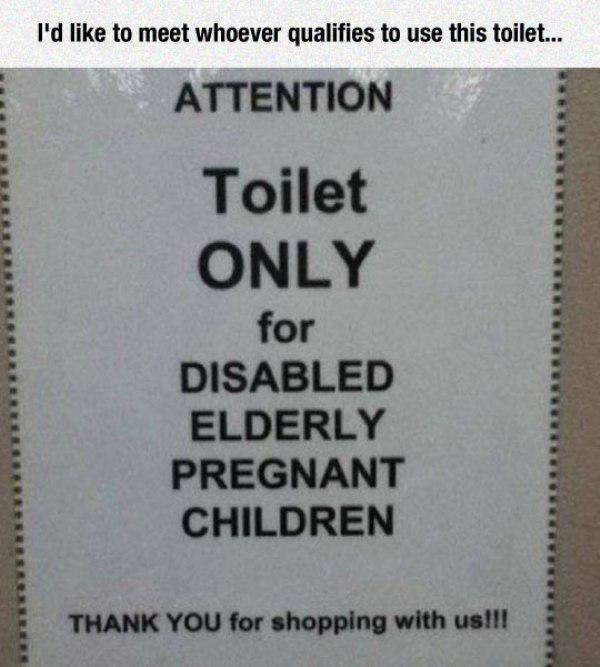 I'd like to meet whoever qualifies to use this toilet...
ATTENTION
Toilet
ONLY
for
DISABLED
ELDERLY
PREGNANT
CHILDREN
THANK YOU for shopping with us!!!